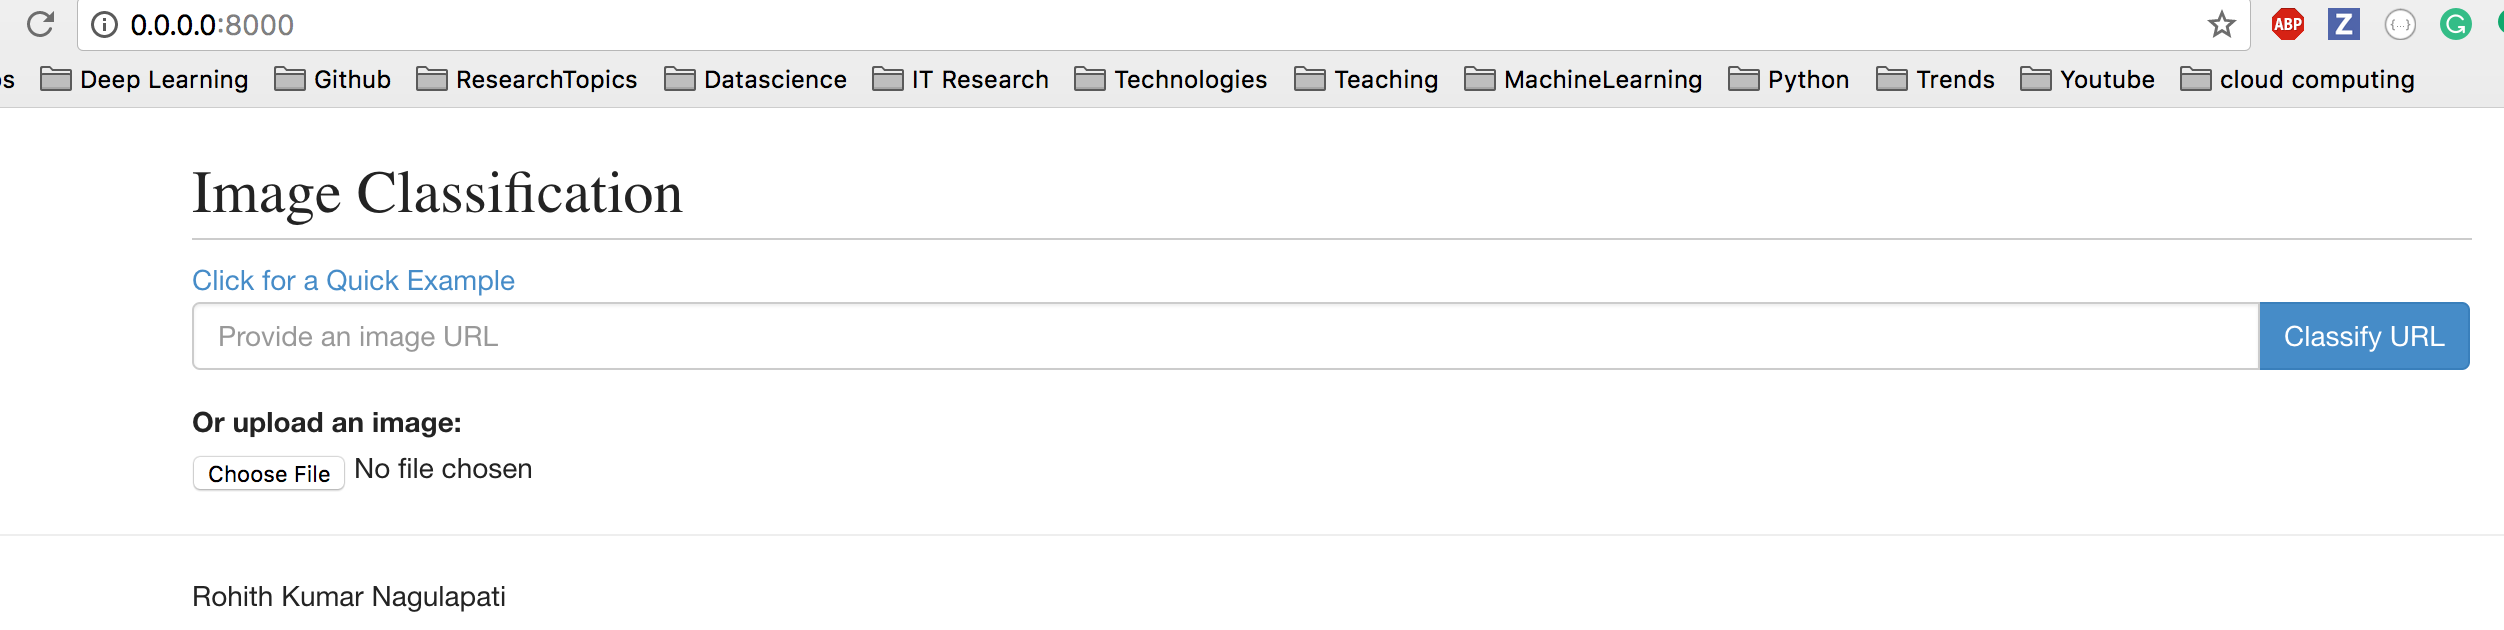 0.0.0.0:8000
ABP
Z
{...}
G
s Deep Learning Github ResearchTopics Datascience IT Research Technologies Teaching MachineLearning Python Trends Youtube cloud computing
Image Classification
Click for a Quick Example
Provide an image URL Classify URL
Or upload an image:
Choose File No file chosen
Rohith Kumar Nagulapati